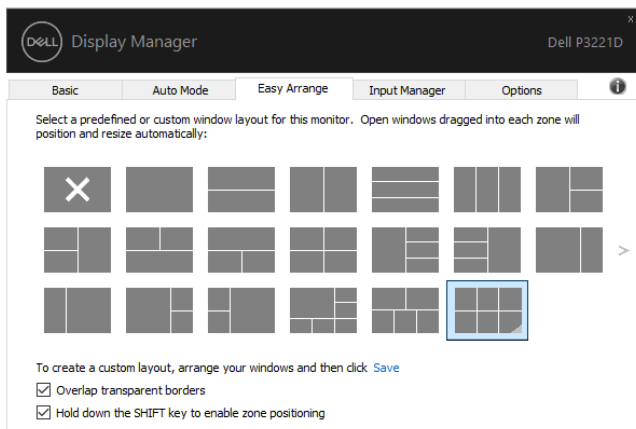 DELL Display Manager
x
Dell P3221D
Basic Auto Mode Easy Arrange Input Manager Options i
Select a predefined or custom window layout for this monitor. Open windows dragged into each zone will
position and resize automatically:
>
To create a custom layout, arrange your windows and then click Save
Overlap transparent borders
Hold down the SHIFT key to enable zone positioning